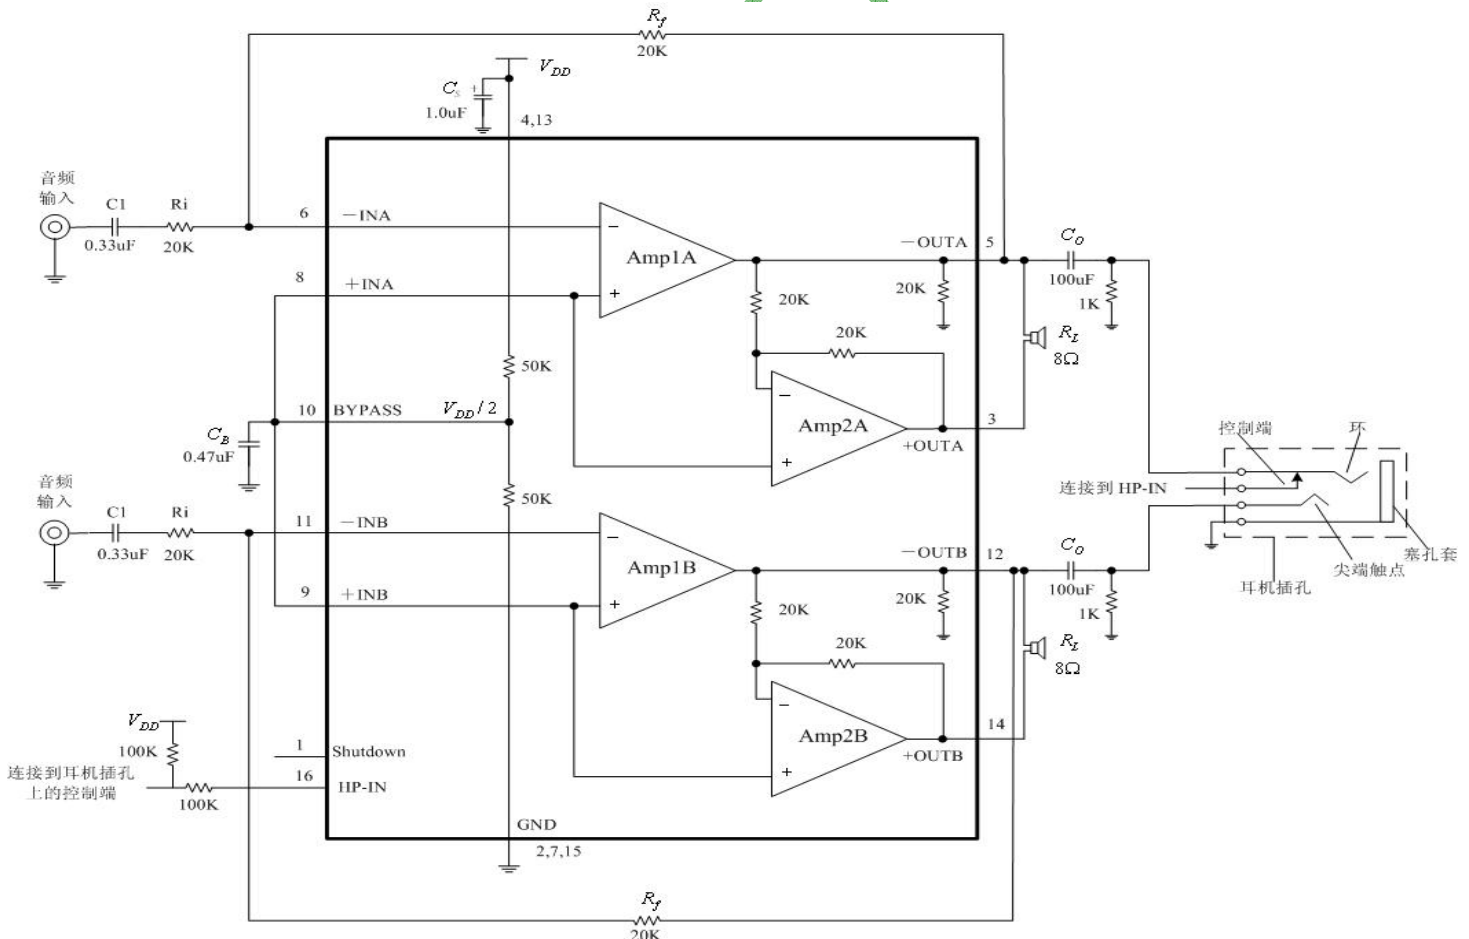 Rf
20K
VDD
Cs +
1.0uF
4,13
音频
输入
C1
Ri
0.33uF
20K
6
－INA
8
＋INA
－
+
Amp1A
－OUTA
5
CO
100uF
1K
20K
20K
20K
RL
8Ω
50K
10
BYPASS
VDD / 2
CB
0.47uF
－
+
Amp2A
3
+OUTA
控制端
环
连接到 HP-IN
塞孔套
尖端触点
耳机插孔
音频
输入
C1
Ri
0.33uF
20K
50K
11
－INB
9
＋INB
－
+
Amp1B
－OUTB
12
CO
100uF
1K
20K
20K
20K
RL
8Ω
－
+
Amp2B
14
+OUTB
VDD
100K
连接到耳机插孔
上的控制端
100K
1
Shutdown
16
HP-IN
GND
2,7,15
Rf
20K